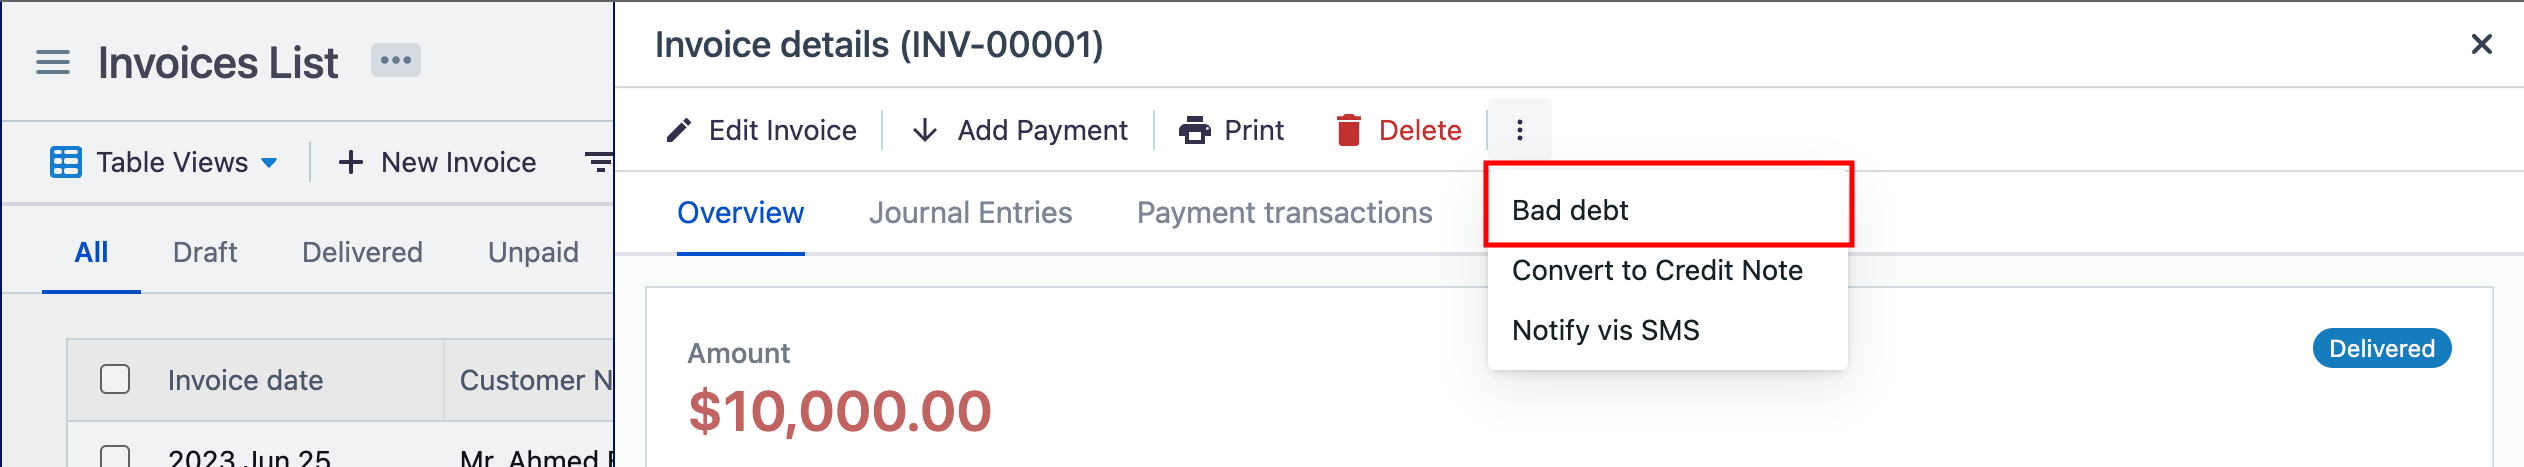 Invoices List
Table Views
New Invoice
All Draft Delivered Unpaid
Invoice date Customer N
2023 Jun 25 Mr. Ahmed
Invoice details (INV-00001)
Edit Invoice Add Payment Print Delete
Overview Journal Entries Payment transactions
Bad debt
Convert to Credit Note
Notify vis SMS
Amount
$10,000.00
Delivered